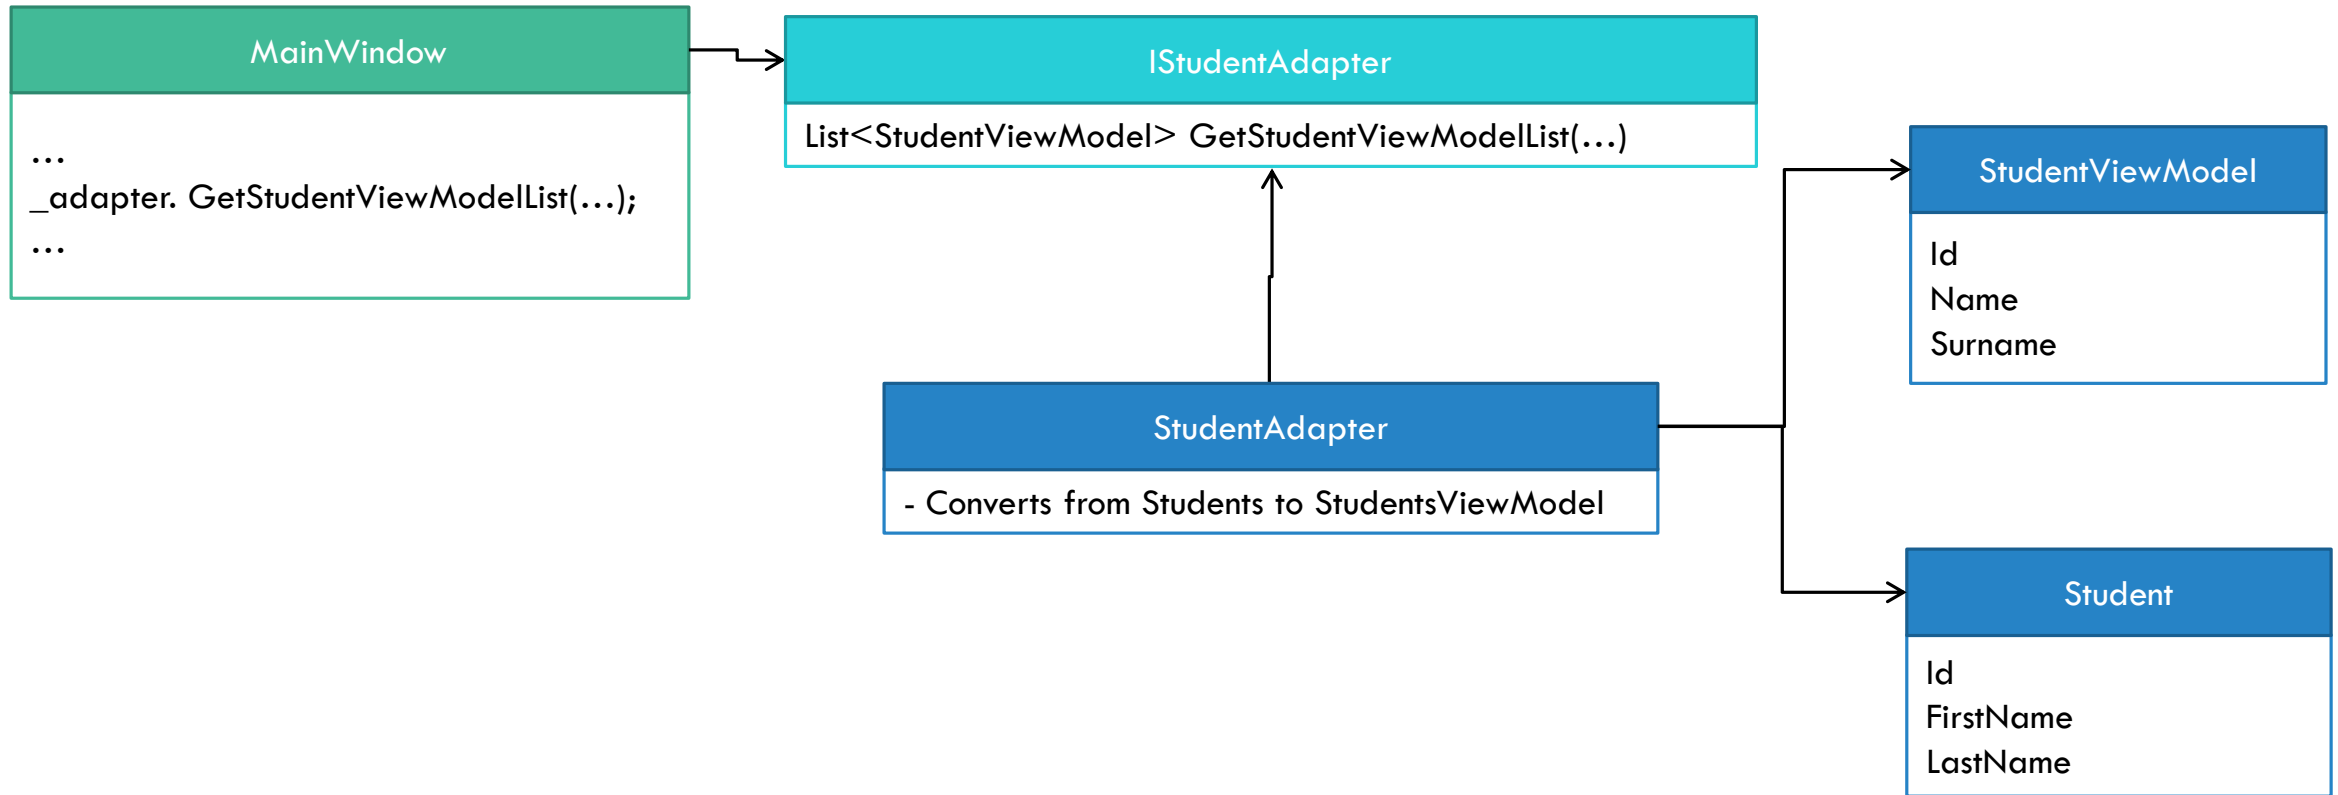 MainWindow
...
_adapter. GetStudentViewModelList(...);
...
IStudentAdapter
List<StudentViewModel> GetStudentViewModelList(...)
StudentAdapter
- Converts from Students to StudentsViewModel
StudentViewModel
Id
Name
Surname
Student
Id
FirstName
LastName